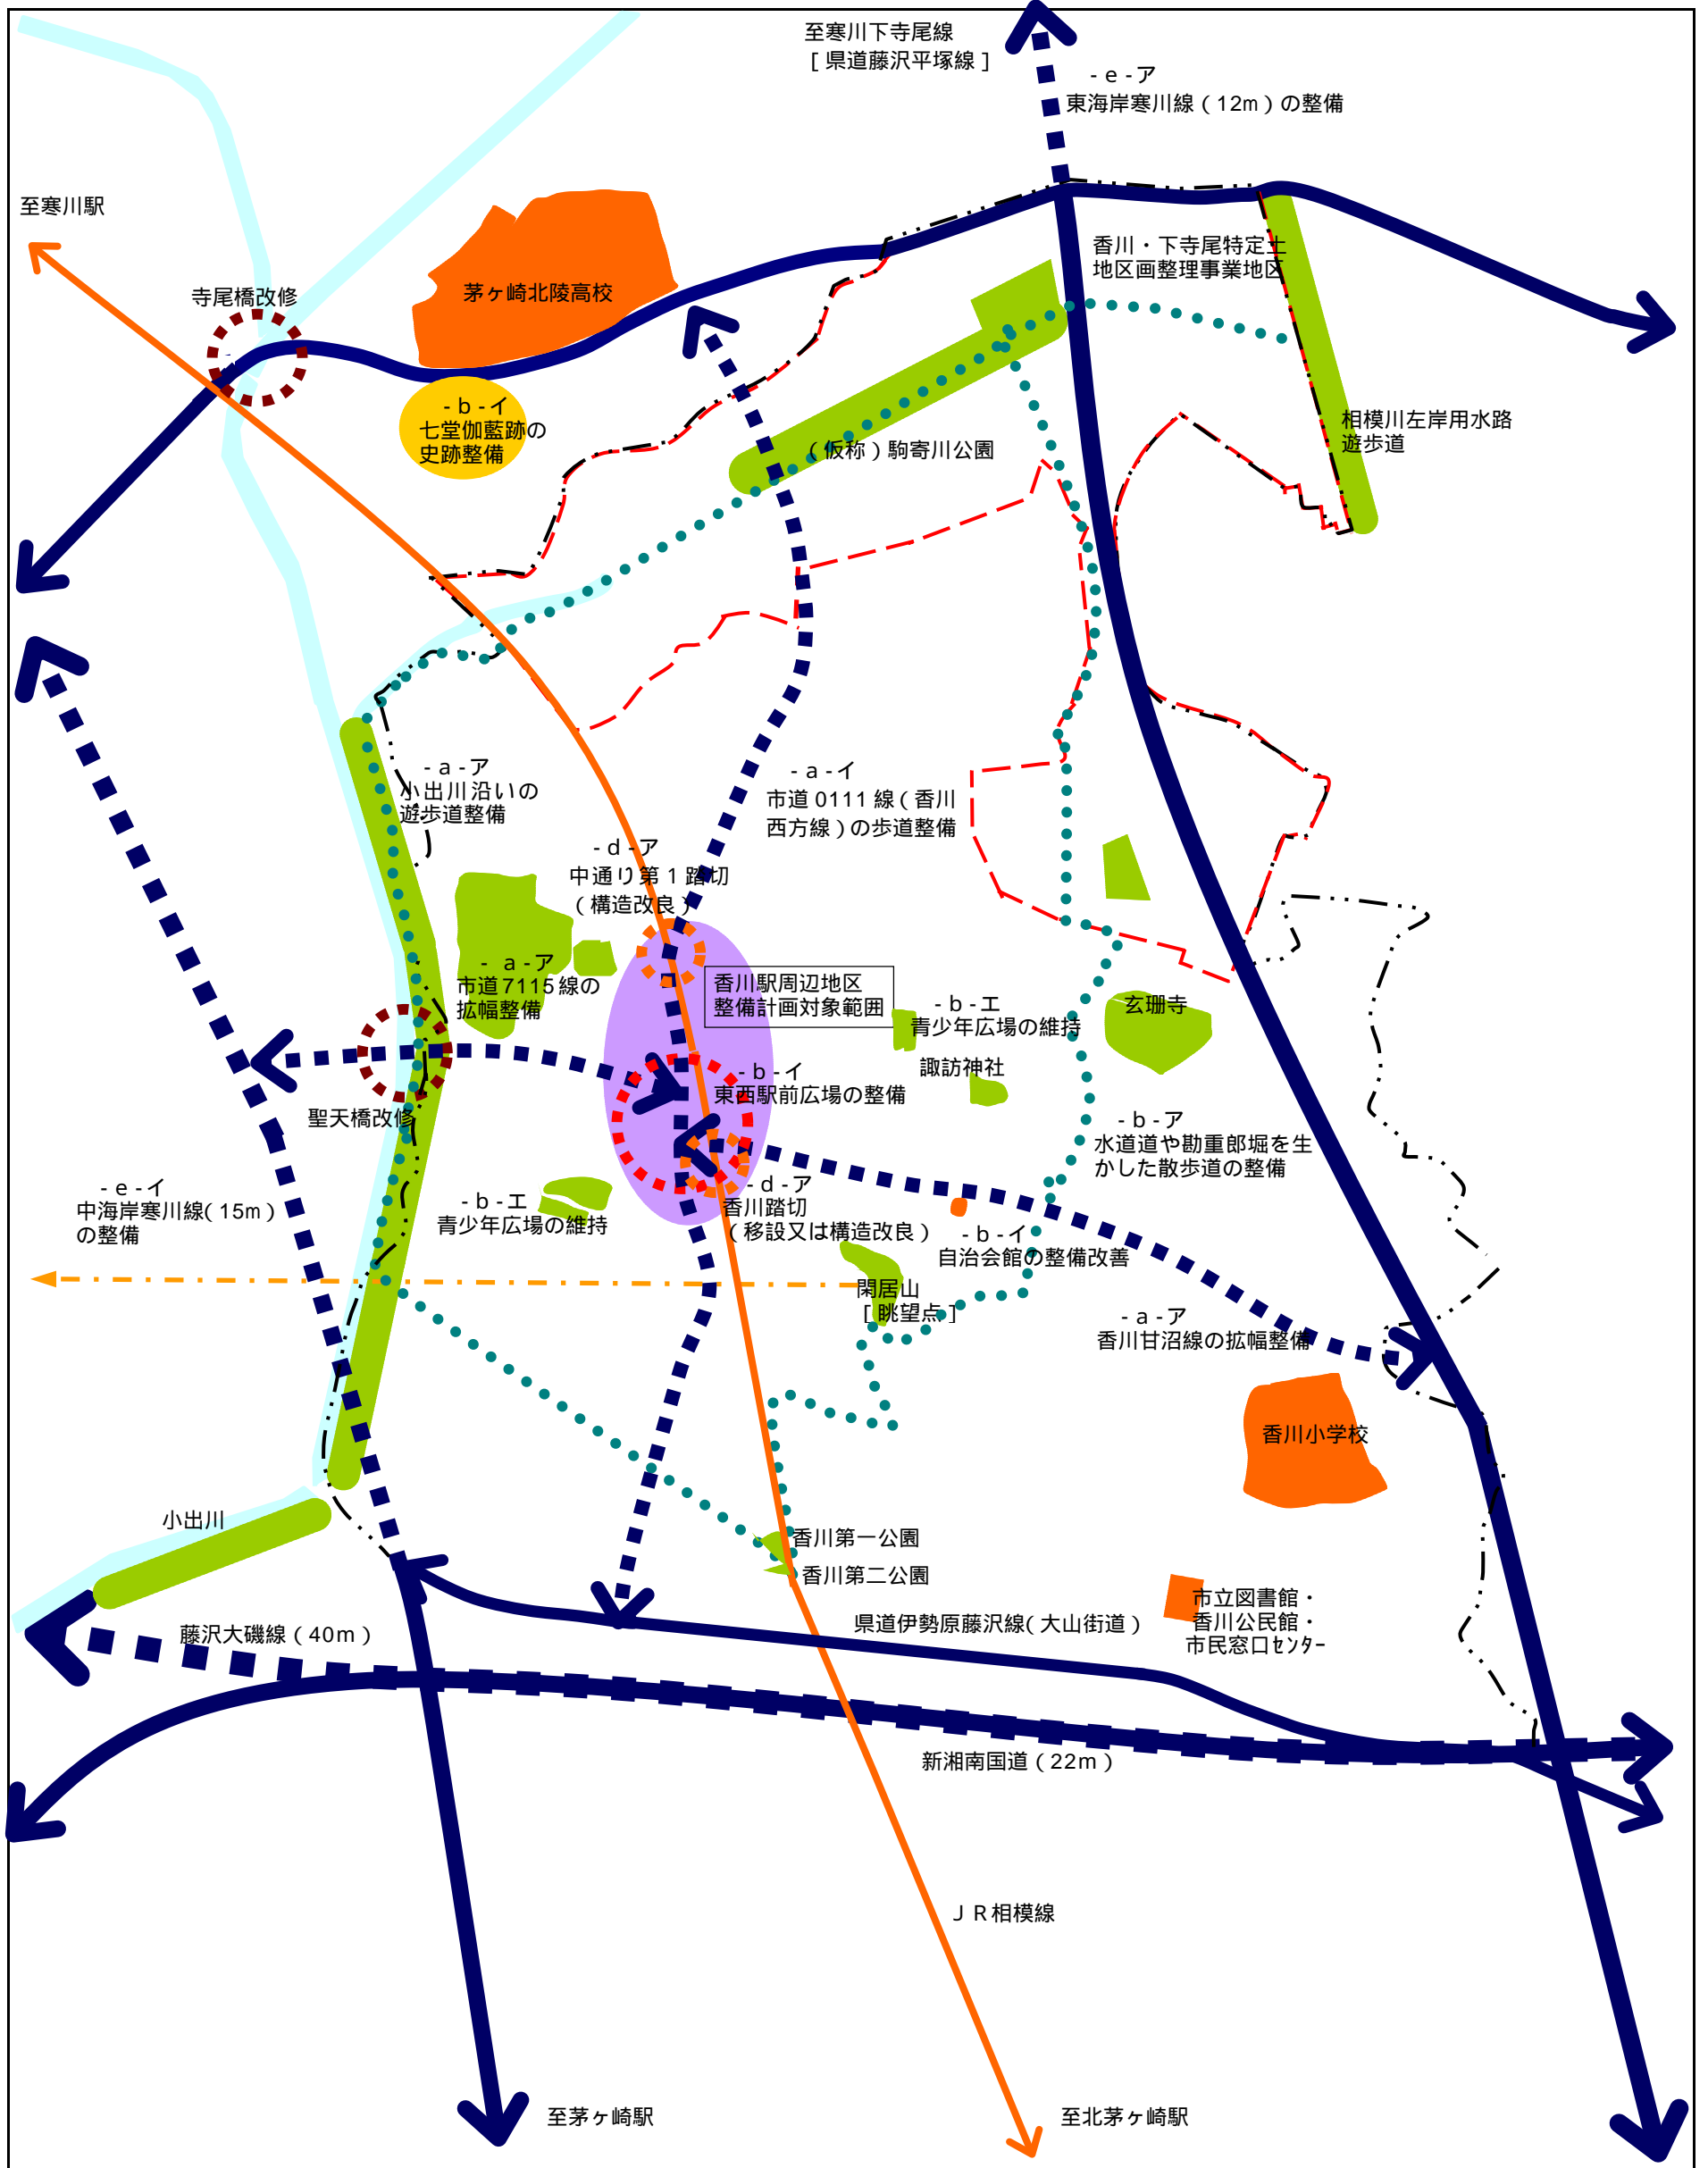 至寒川下寺尾線
[ 県道藤沢平塚線 ]
- e -ア
東海岸寒川線（12m）の整備
至寒川駅
香川・下寺尾特定土
地区画整理事業地区
寺尾橋改修
茅ヶ崎北陵高校
- b -イ
七堂伽藍跡の
史跡整備
（仮称）駒寄川公園
相模川左岸用水路
遊歩道
- a -ア
小出川沿いの
遊歩道整備
- a -イ
市道 0111 線（香川
西方線）の歩道整備
- d -ア
中通り第１踏切
（構造改良）
- a -ア
市道7115線の
拡幅整備
香川駅周辺地区
整備計画対象範囲
- b -エ
青少年広場の維持
玄珊寺
諏訪神社
- b -イ
東西駅前広場の整備
聖天橋改修
- b -ア
水道道や勘重郎堀を生
かした散歩道の整備
- e -イ
中海岸寒川線（15m）
の整備
- b -エ
青少年広場の維持
- d -ア
香川踏切
（移設又は構造改良）
- b -イ
自治会館の整備改善
閑居山
[ 眺望点 ]
- a -ア
香川甘沼線の拡幅整備
香川小学校
小出川
香川第一公園
香川第二公園
市立図書館・
香川公民館・
市民窓口ｾﾝﾀｰ
県道伊勢原藤沢線（大山街道）
藤沢大磯線（40m）
新湘南国道（22m）
ＪＲ相模線
至茅ヶ崎駅
至北茅ヶ崎駅